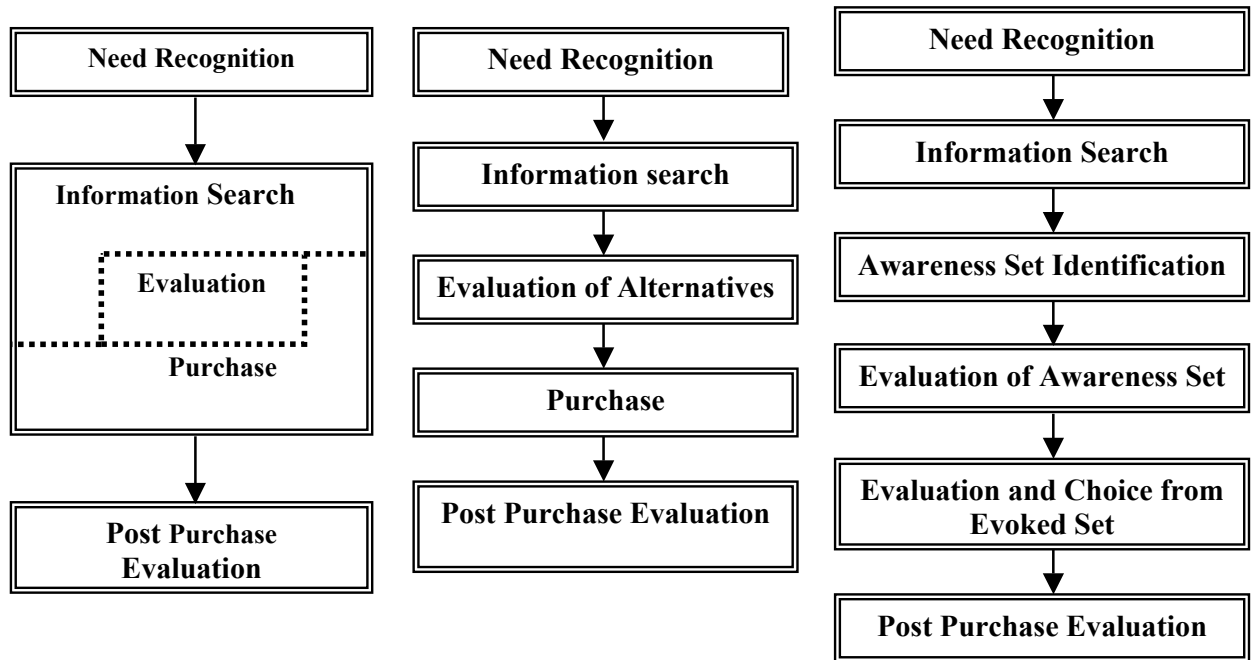 Need Recognition
Information Search
Evaluation
Purchase
Post Purchase
Evaluation
Need Recognition
Information search
Evaluation of Alternatives
Purchase
Post Purchase Evaluation
Need Recognition
Information Search
Awareness Set Identification
Evaluation of Awareness Set
Evaluation and Choice from
Evoked Set
Post Purchase Evaluation